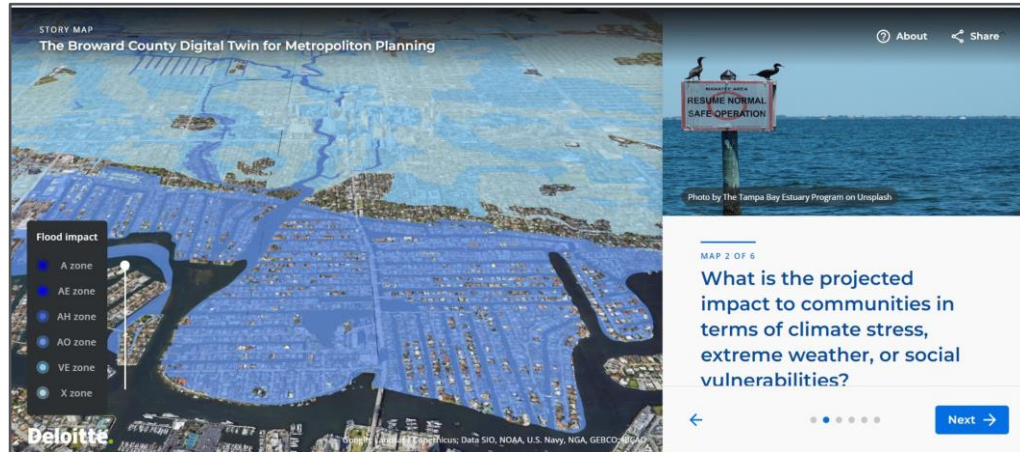 STORY MAP
The Broward County Digital Twin for Metropoliton Planning
Flood impact
A zone
AE zone
AH zone
AO zone
VE zone
X zone
Deloitte.
Google, Landsat / Copernicus; Data SIO, NOAA, U.S. Navy, NGA, GEBCO; IBCAO
About
Share
MANATEE AREA
RESUME NORMAL
SAFE OPERATION
Photo by The Tampa Bay Estuary Program on Unsplash
MAP 2 OF 6
What is the projected
impact to communities in
terms of climate stress,
extreme weather, or social
vulnerabilities?
Next